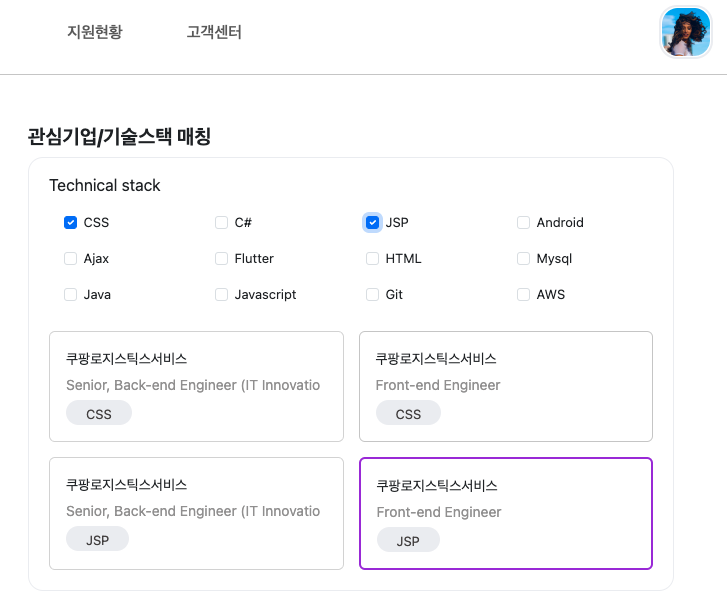 지원현황 고객센터
관심기업/기술스택 매칭
Technical stack
CSS C# JSP Android
Ajax Flutter HTML Mysql
Java Javascript Git AWS
쿠팡로지스틱스서비스
Senior, Back-end Engineer (IT Innovatio
CSS
쿠팡로지스틱스서비스
Front-end Engineer
CSS
쿠팡로지스틱스서비스
Senior, Back-end Engineer (IT Innovatio
JSP
쿠팡로지스틱스서비스
Front-end Engineer
JSP